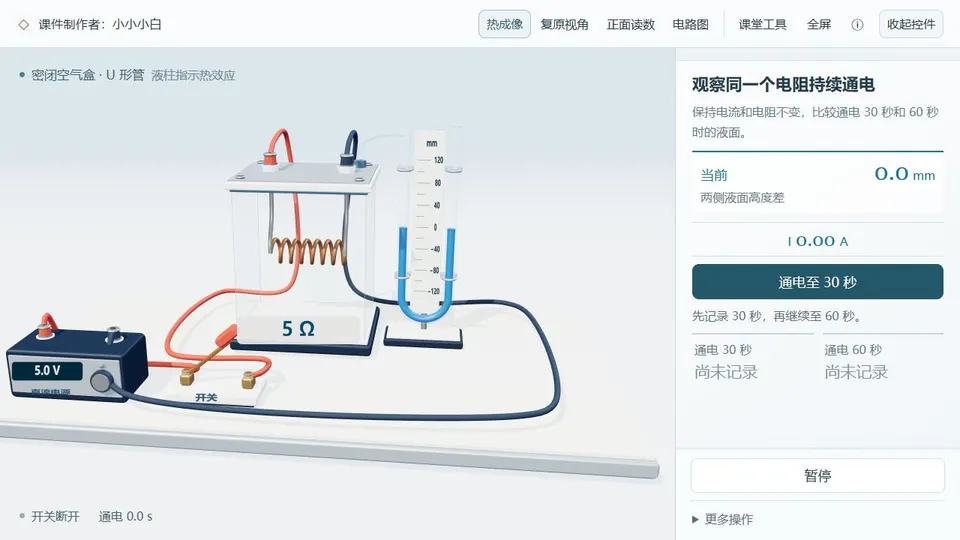 课件制作者：小小小白
热成像
复原视角
正面读数
电路图
课堂工具
全屏
收起控件
密闭空气盒 · U 形管 液柱指示热效应
mm
120
80
40
0
-40
-80
-120
5 Ω
5.0 V
直流电源
开关
开关断开 通电 0.0 s
观察同一个电阻持续通电
保持电流和电阻不变，比较通电 30 秒和 60 秒
时的液面。
当前 0.0 mm
两侧液面高度差
I 0.00 A
通电至 30 秒
先记录 30 秒，再继续至 60 秒。
通电 30 秒 通电 60 秒
尚未记录 尚未记录
暂停
更多操作